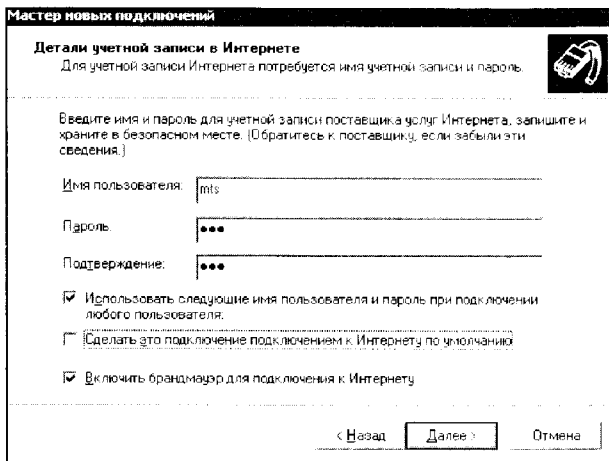 Мастер новых подключений
Детали учетной записи в Интернете
Для учетной записи Интернета потребуется имя учетной записи и пароль.
Введите имя и пароль для учетной записи поставщика услуг Интернета, запишите и
храните в безопасном месте. (Обратитесь к поставщику, если забыли эти
сведения.)
Имя пользователя: mts
Пароль: •••
Подтверждение: •••
Использовать следующие имя пользователя и пароль при подключении
любого пользователя:
Сделать это подключение подключением к Интернету по умолчанию
Включить брандмауэр для подключения к Интернету
< Назад Далее > Отмена